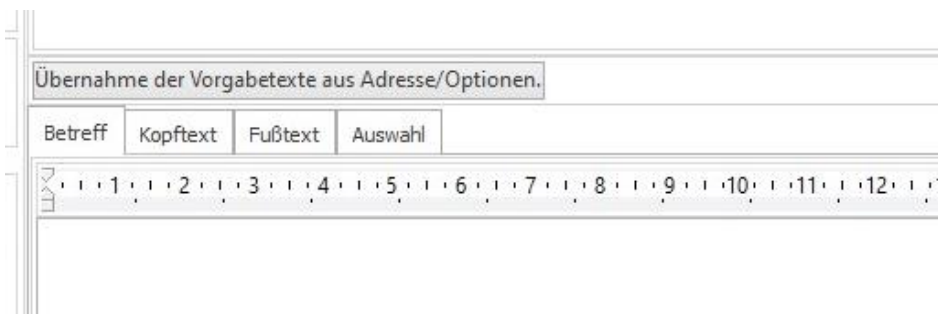 Übernahme der Vorgabetexte aus Adresse/Optionen.
Betreff Kopftext Fußtext Auswahl
1 2 3 4 5 6 7 8 9 10 11 12